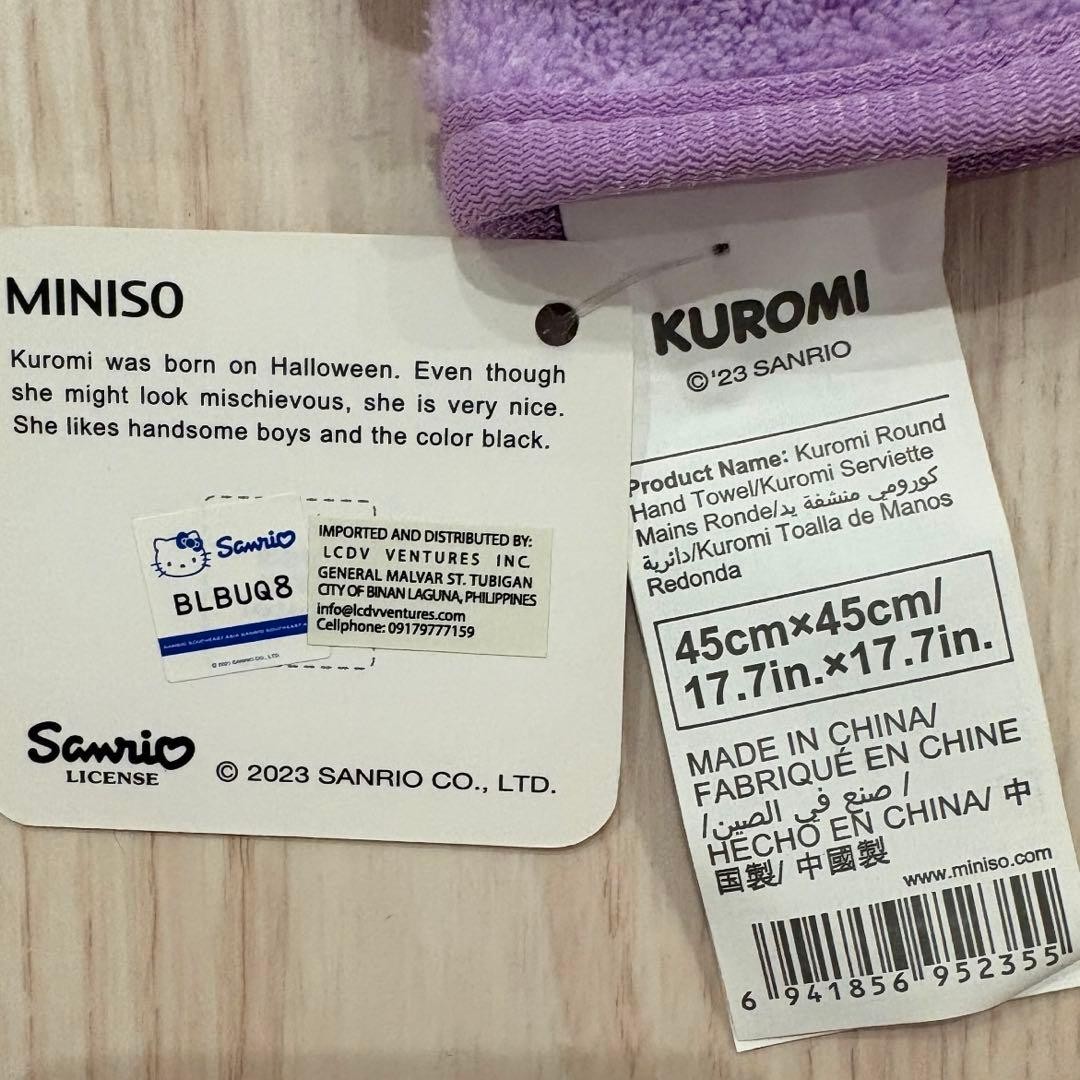 MINISO
Kuromi was born on Halloween. Even though
she might look mischievous, she is very nice.
She likes handsome boys and the color black.
Sanrio
BLBUQ8
IMPORTED AND DISTRIBUTED BY:
LCDV VENTURES INC.
GENERAL MALVAR ST. TUBIGAN
CITY OF BINAN LAGUNA, PHILIPPINES
info@lcdvventures.com
Cellphone: 09179777159
Sanrio
LICENSE
© 2023 SANRIO CO., LTD.
KUROMI
©'23 SANRIO
Product Name: Kuromi Round
Hand Towel/Kuromi Serviette
Mains Ronde/كورومي منشفة يد
دائرية/Kuromi Toalla de Manos
Redonda
45cm×45cm/
17.7in.×17.7in.
MADE IN CHINA/
FABRIQUÉ EN CHINE
/ صنع في الصين/
HECHO EN CHINA/ 中
国製/ 中國製
www.miniso.com
6 941856 952355